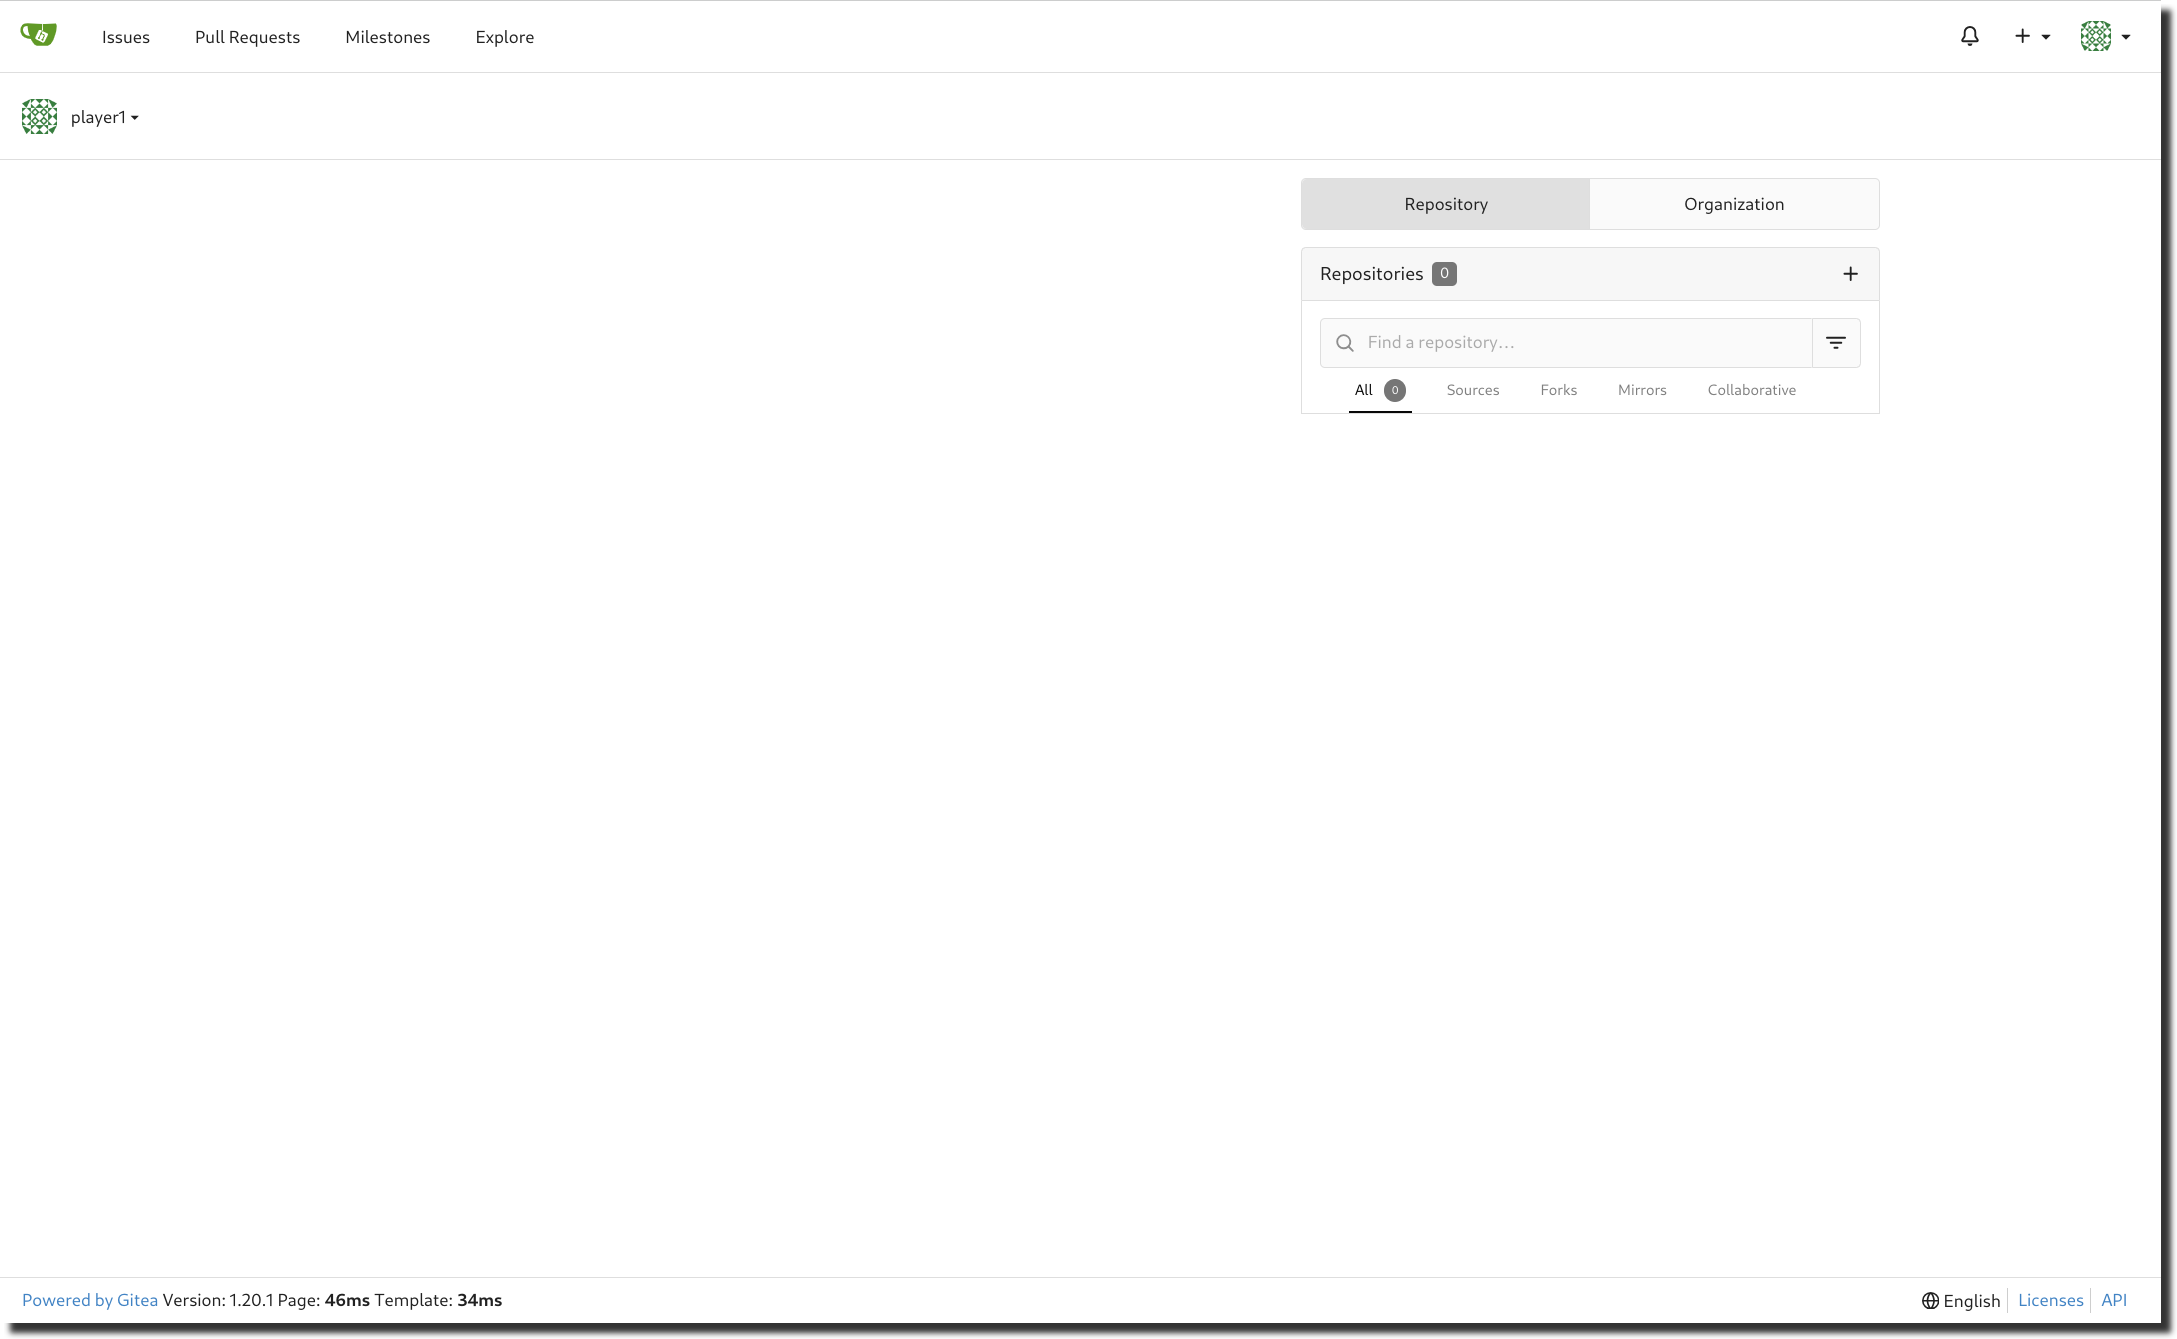 Issues Pull Requests Milestones Explore
player1
Repository Organization
Repositories 0
Find a repository...
All 0 Sources Forks Mirrors Collaborative
Powered by Gitea Version: 1.20.1 Page: 46ms Template: 34ms English Licenses API